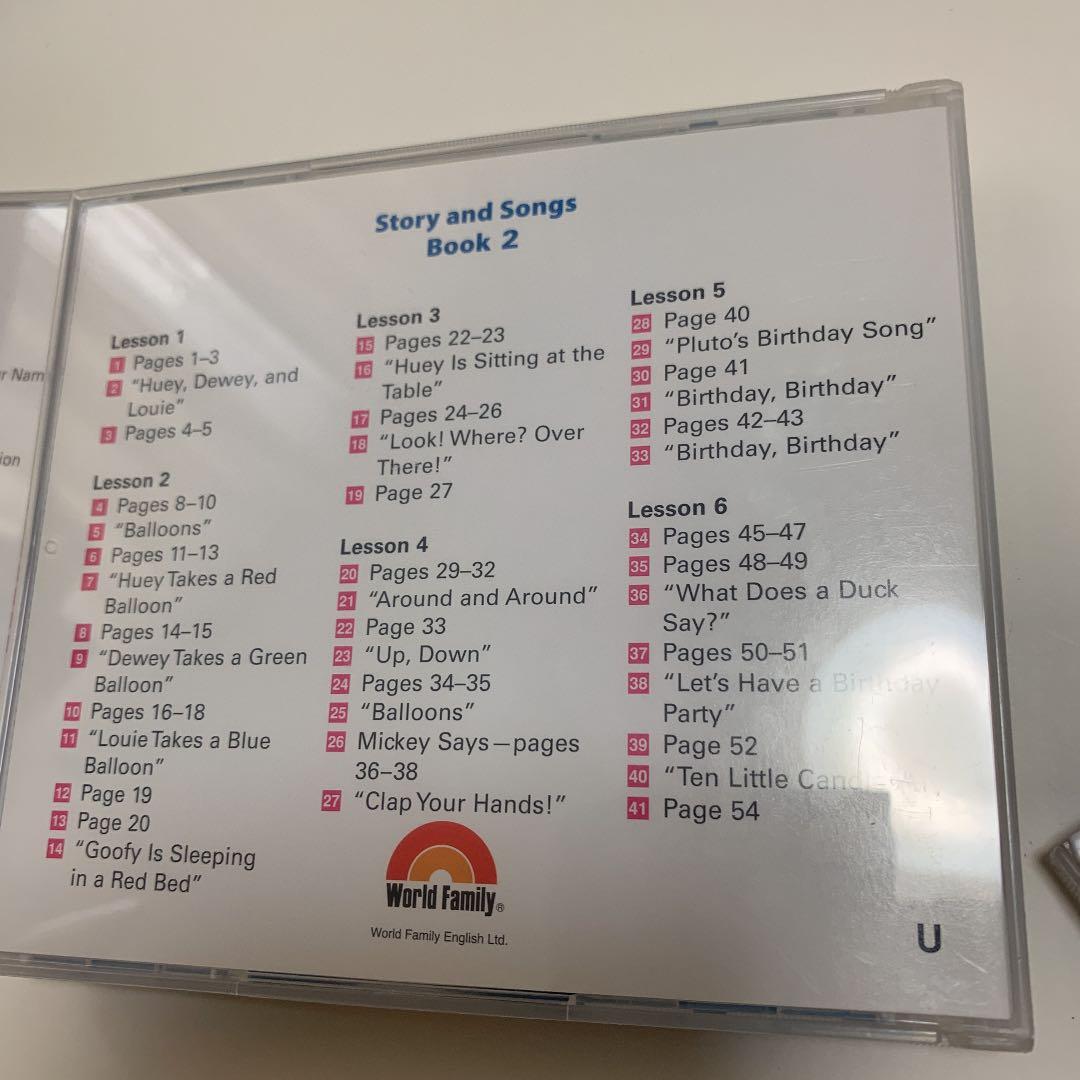 r Nam
ion
Story and Songs
Book 2
Lesson 1
1 Pages 1–3
2 “Huey, Dewey, and
Louie”
3 Pages 4–5
Lesson 2
4 Pages 8–10
5 “Balloons”
6 Pages 11–13
7 “Huey Takes a Red
Balloon”
8 Pages 14–15
9 “Dewey Takes a Green
Balloon”
10 Pages 16–18
11 “Louie Takes a Blue
Balloon”
12 Page 19
13 Page 20
14 “Goofy Is Sleeping
in a Red Bed”
Lesson 3
15 Pages 22–23
16 “Huey Is Sitting at the
Table”
17 Pages 24–26
18 “Look! Where? Over
There!”
19 Page 27
Lesson 4
20 Pages 29–32
21 “Around and Around”
22 Page 33
23 “Up, Down”
24 Pages 34–35
25 “Balloons”
26 Mickey Says—pages
36–38
27 “Clap Your Hands!”
Lesson 5
28 Page 40
29 “Pluto’s Birthday Song”
30 Page 41
31 “Birthday, Birthday”
32 Pages 42–43
33 “Birthday, Birthday”
Lesson 6
34 Pages 45–47
35 Pages 48–49
36 “What Does a Duck
Say?”
37 Pages 50–51
38 “Let’s Have a Birthday
Party”
39 Page 52
40 “Ten Little
41 Page 54
World Family®
World Family English Ltd.
U